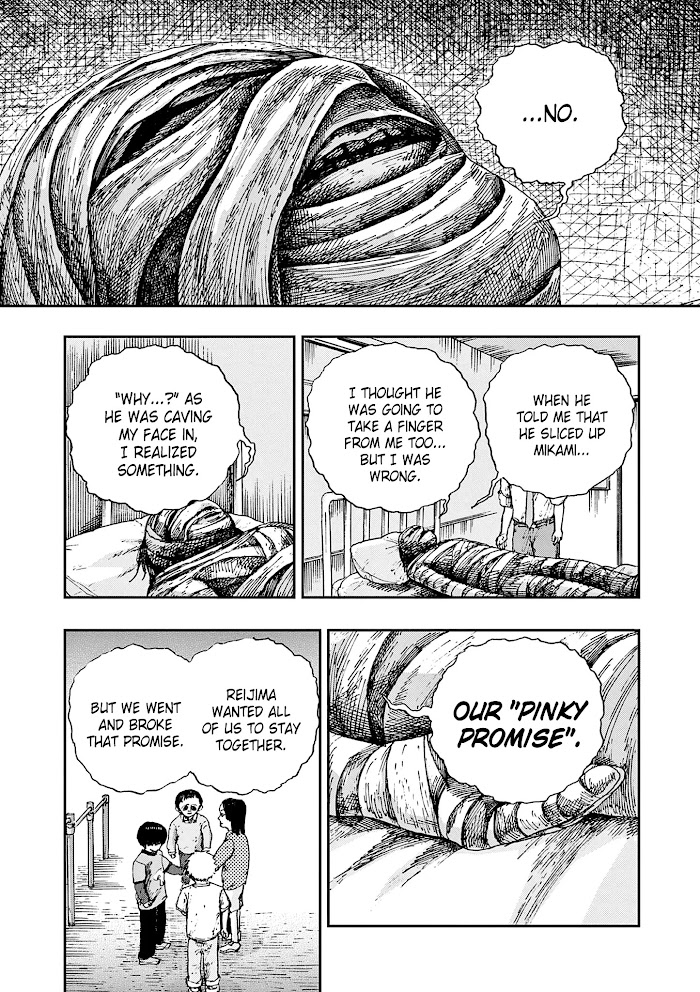 ...NO.
WHEN HE
TOLD ME THAT
HE SLICED UP
MIKAMI...
I THOUGHT HE
WAS GOING TO
TAKE A FINGER
FROM ME TOO...
BUT I WAS
WRONG.
"WHY...?" AS
HE WAS CAVING
MY FACE IN,
I REALIZED
SOMETHING.
OUR "PINKY
PROMISE".
REIJIMA
WANTED ALL
OF US TO STAY
TOGETHER.
BUT WE WENT
AND BROKE
THAT PROMISE.